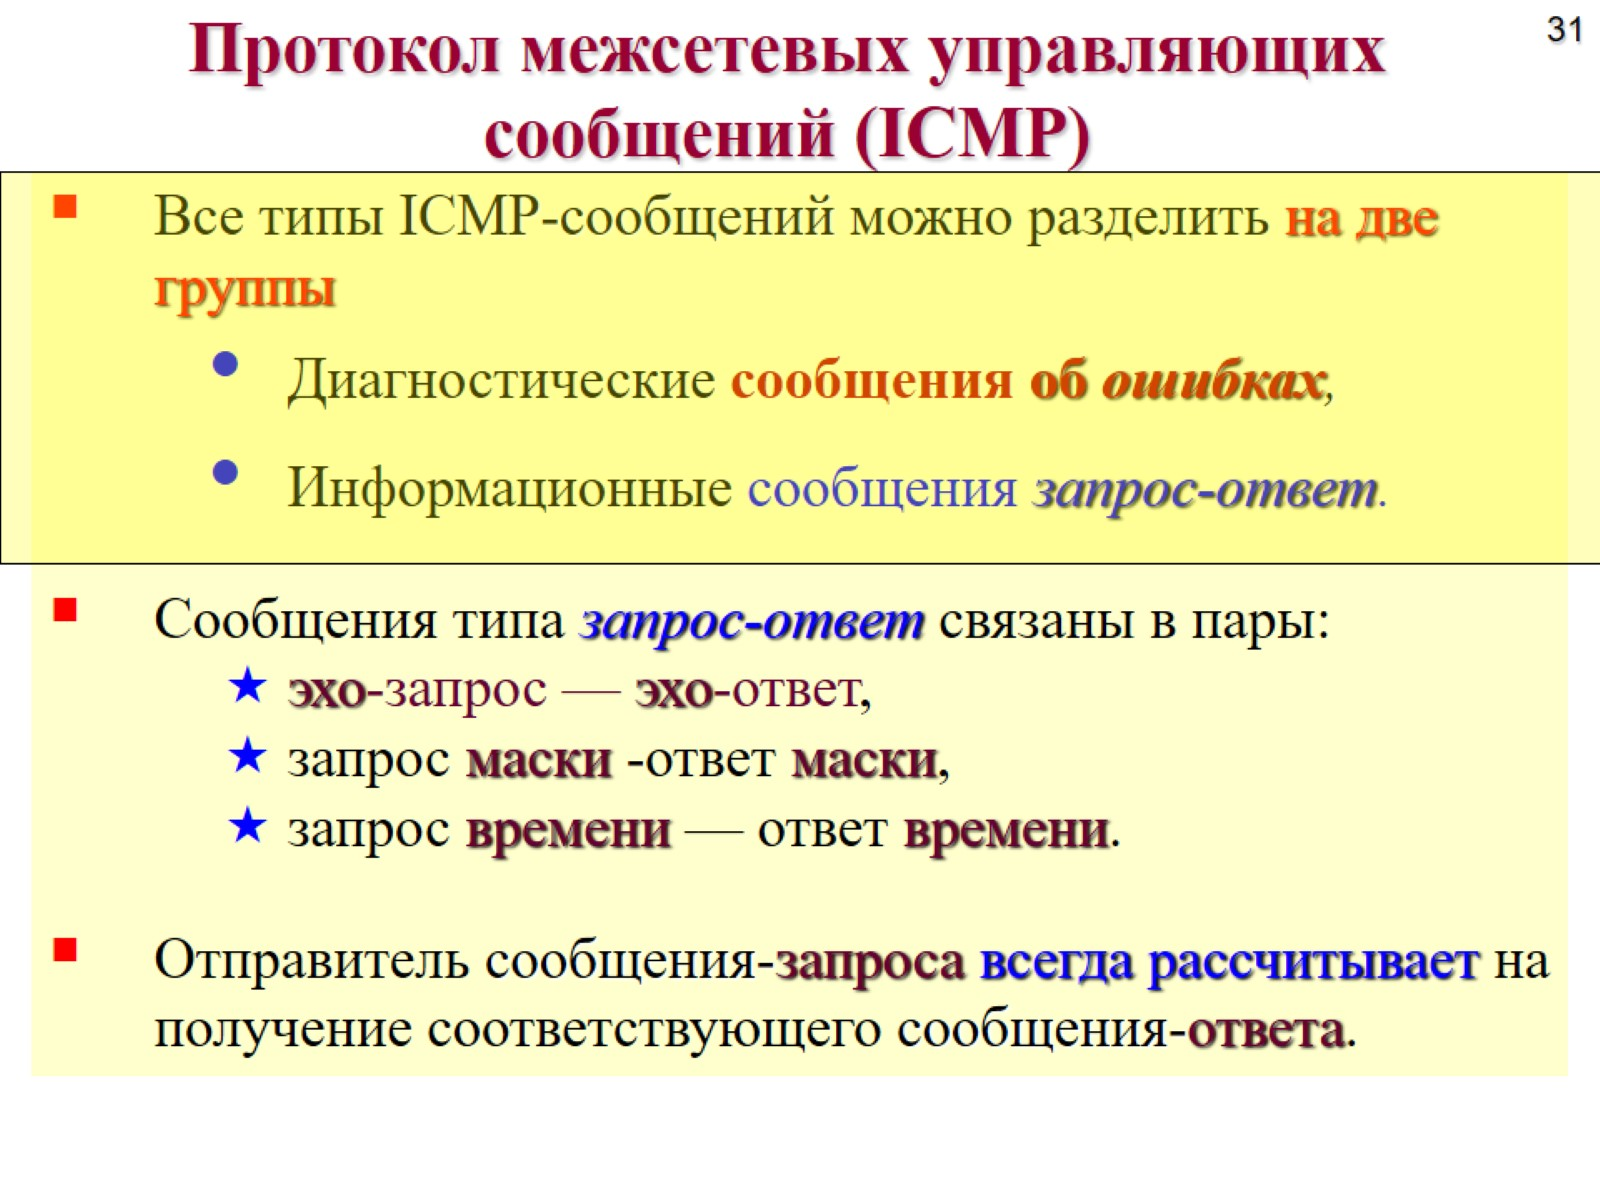 31
Протокол межсетевых управляющих
сообщений (ICMP)
Все типы ICMP-сообщений можно разделить на две
группы
Диагностические сообщения об ошибках,
Информационные сообщения запрос-ответ.
Сообщения типа запрос-ответ связаны в пары:
эхо-запрос — эхо-ответ,
запрос маски -ответ маски,
запрос времени — ответ времени.
Отправитель сообщения-запроса всегда рассчитывает на
получение соответствующего сообщения-ответа.